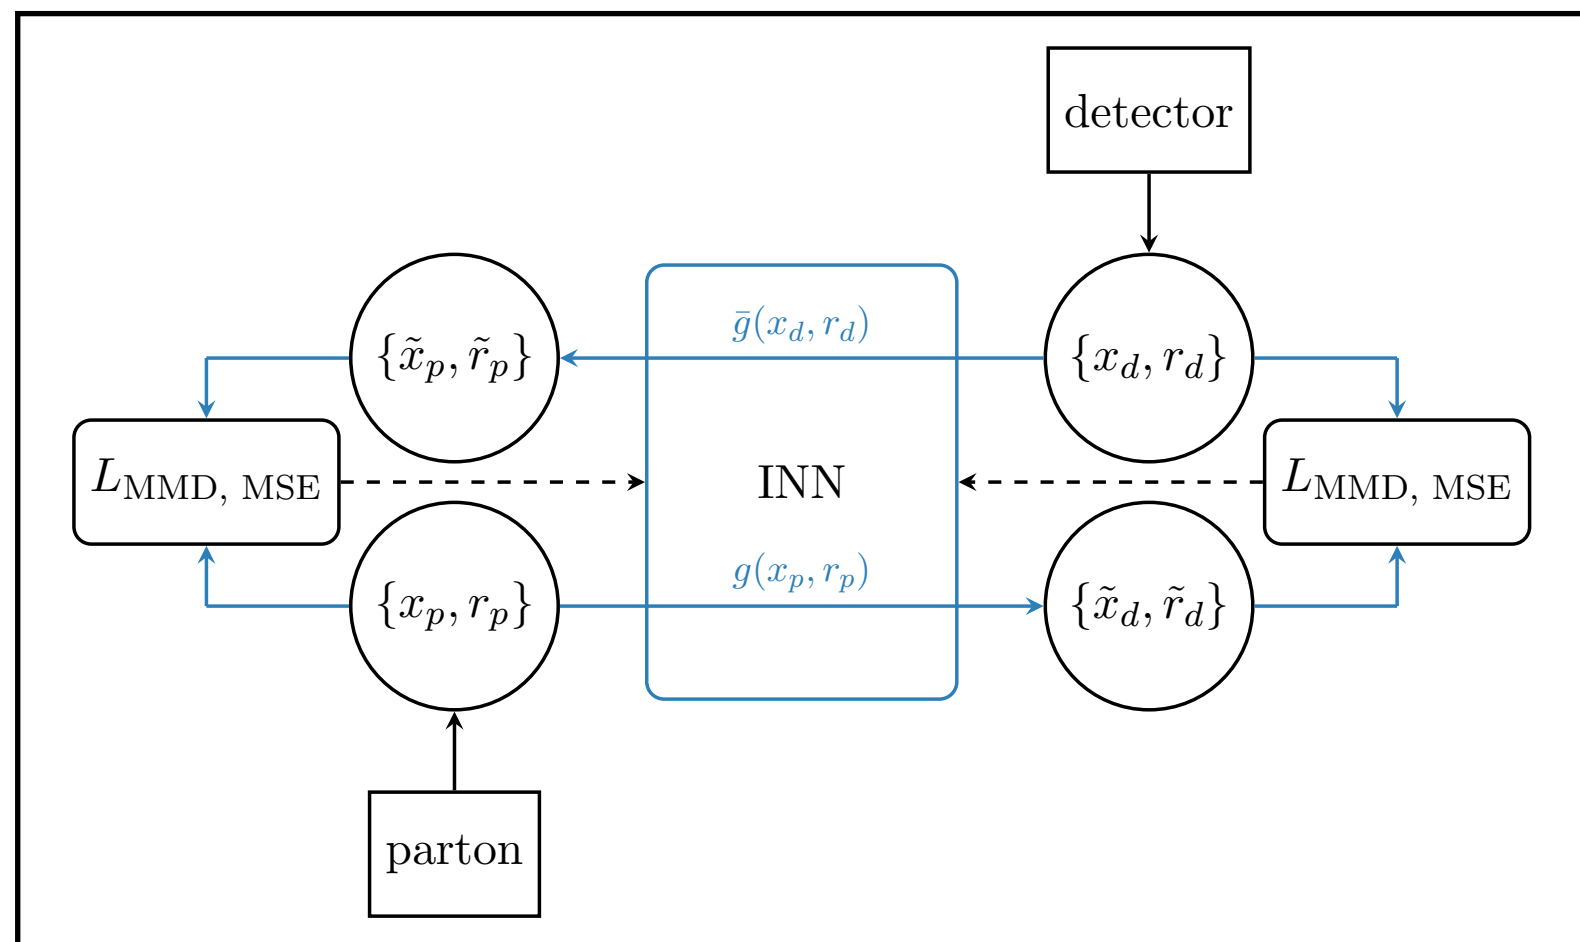 detector
ḡ(x_d, r_d)
{x̃_p, r̃_p}
{x_d, r_d}
L_MMD, MSE
INN
L_MMD, MSE
g(x_p, r_p)
{x_p, r_p}
{x̃_d, r̃_d}
parton